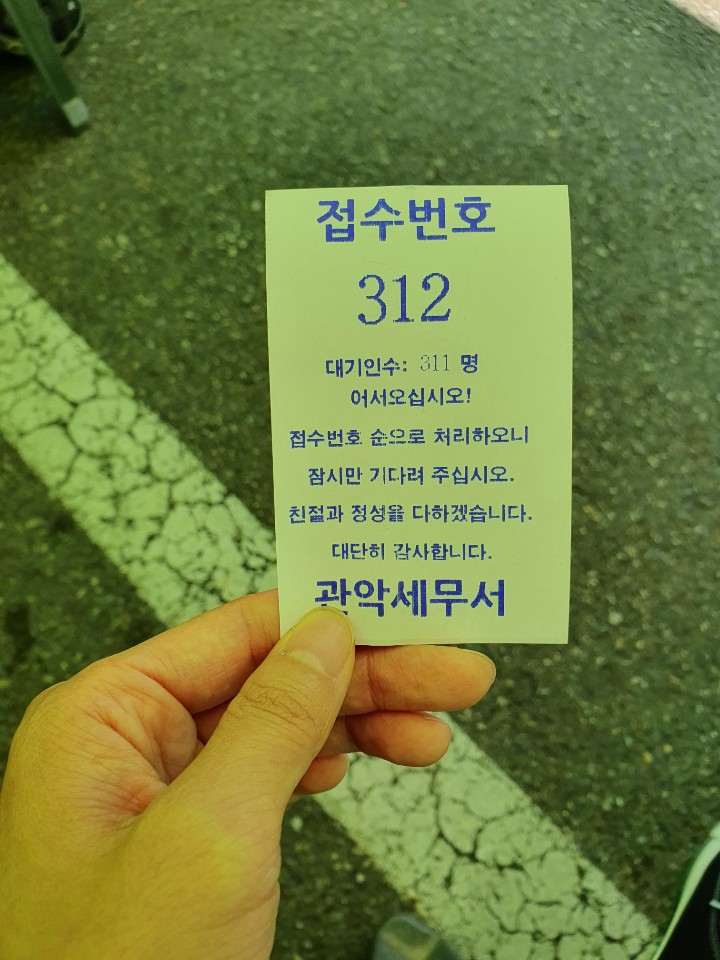 접수번호
312
대기인수: 311 명
어서오십시오!
접수번호 순으로 처리하오니
잠시만 기다려 주십시오.
친절과 정성을 다하겠습니다.
대단히 감사합니다.
관악세무서